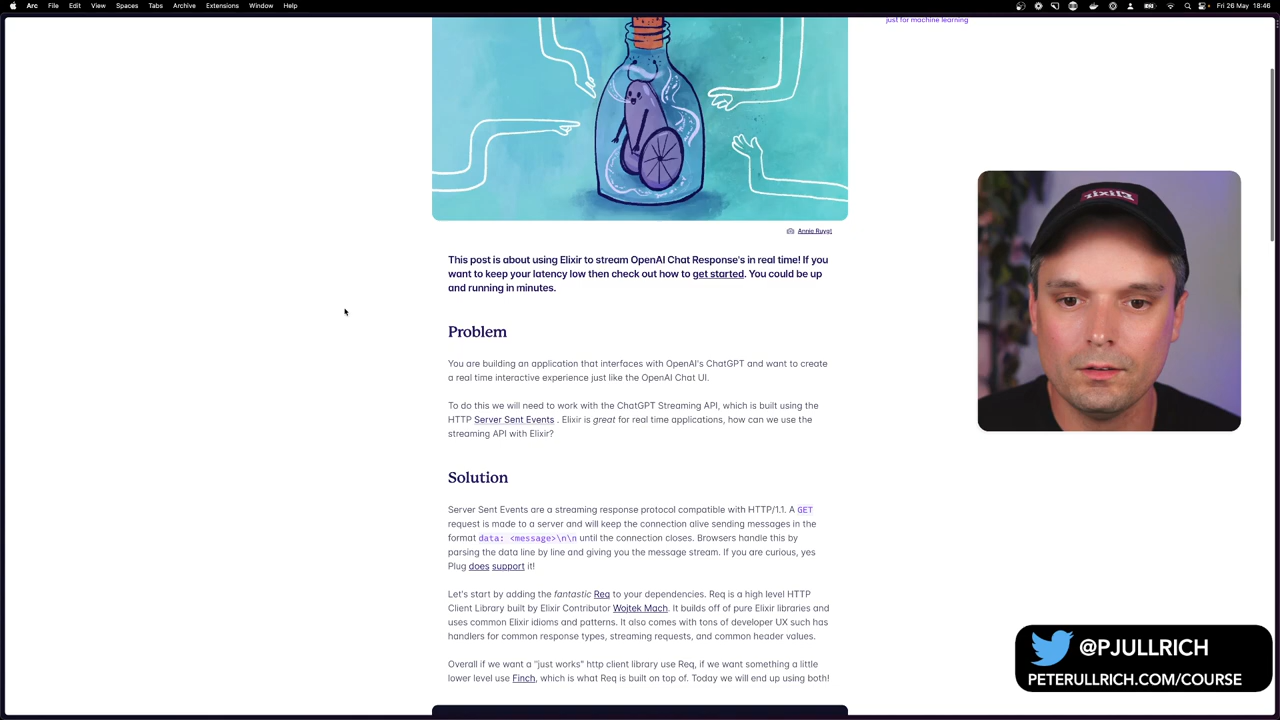 Arc File Edit View Spaces Tabs Archive Extensions Window Help
Fri 26 May 18:46
just for machine learning
Annie Ruygt
This post is about using Elixir to stream OpenAI Chat Response's in real time! If you
want to keep your latency low then check out how to get started. You could be up
and running in minutes.
Problem
You are building an application that interfaces with OpenAI's ChatGPT and want to create
a real time interactive experience just like the OpenAI Chat UI.
To do this we will need to work with the ChatGPT Streaming API, which is built using the
HTTP Server Sent Events . Elixir is great for real time applications, how can we use the
streaming API with Elixir?
Solution
Server Sent Events are a streaming response protocol compatible with HTTP/1.1. A GET
request is made to a server and will keep the connection alive sending messages in the
format data: <message>\n\n until the connection closes. Browsers handle this by
parsing the data line by line and giving you the message stream. If you are curious, yes
Plug does support it!
Let's start by adding the fantastic Req to your dependencies. Req is a high level HTTP
Client Library built by Elixir Contributor Wojtek Mach. It builds off of pure Elixir libraries and
uses common Elixir idioms and patterns. It also comes with tons of developer UX such has
handlers for common response types, streaming requests, and common header values.
Overall if we want a "just works" http client library use Req, if we want something a little
lower level use Finch, which is what Req is built on top of. Today we will end up using both!
elixir
@PJULLRICH
PETERULLRICH.COM/COURSE